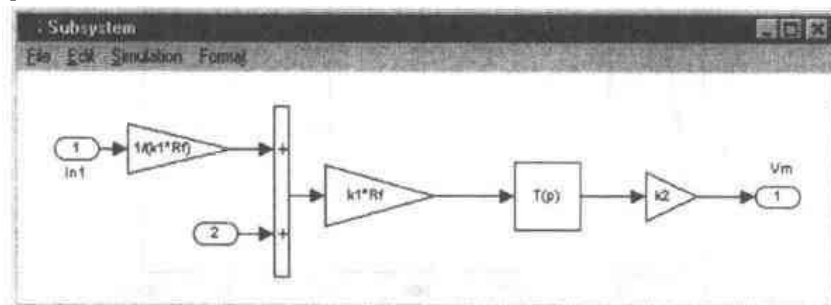 Subsystem
File Edit Simulation Format
1
In1
1/(k1*Rf)
+
2
+
k1*Rf
T(p)
k2
Vm
1